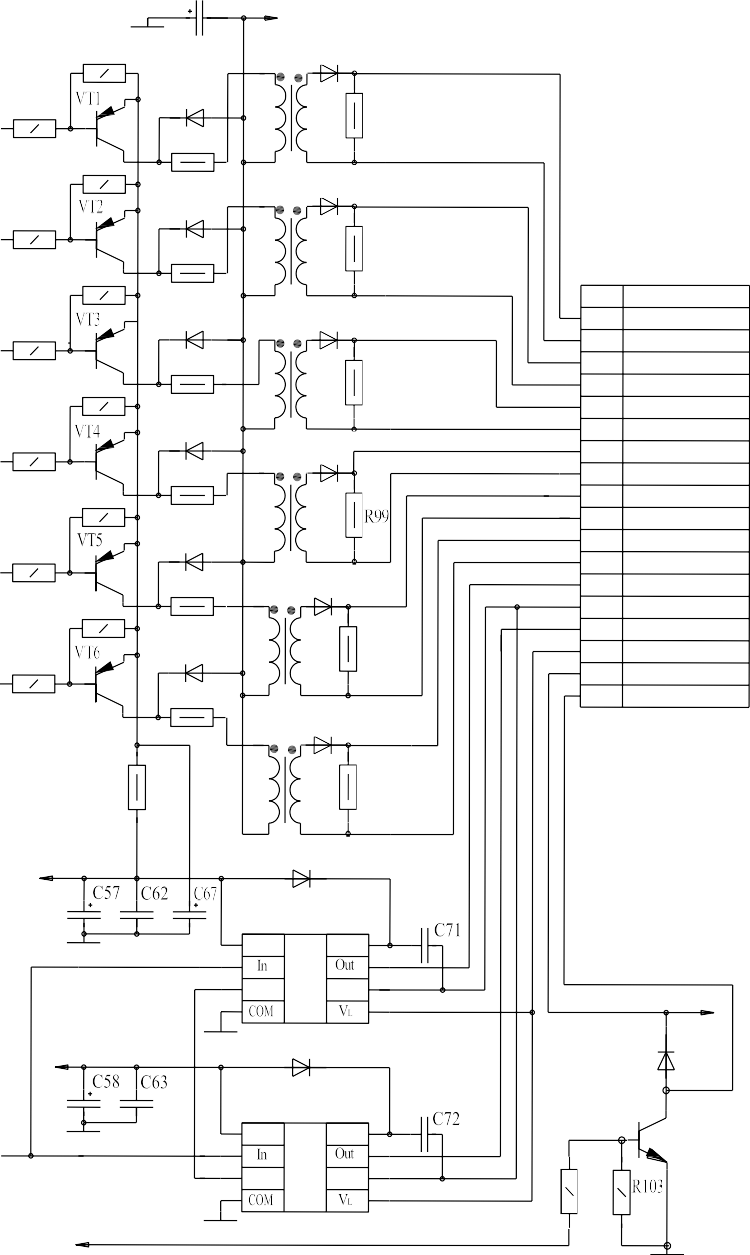 VT1
VT2
VT3
VT4
R99
VT5
VT6
C57 C62 C67
C71
In Out
COM VL
C58 C63
C72
In Out
COM VL
R103